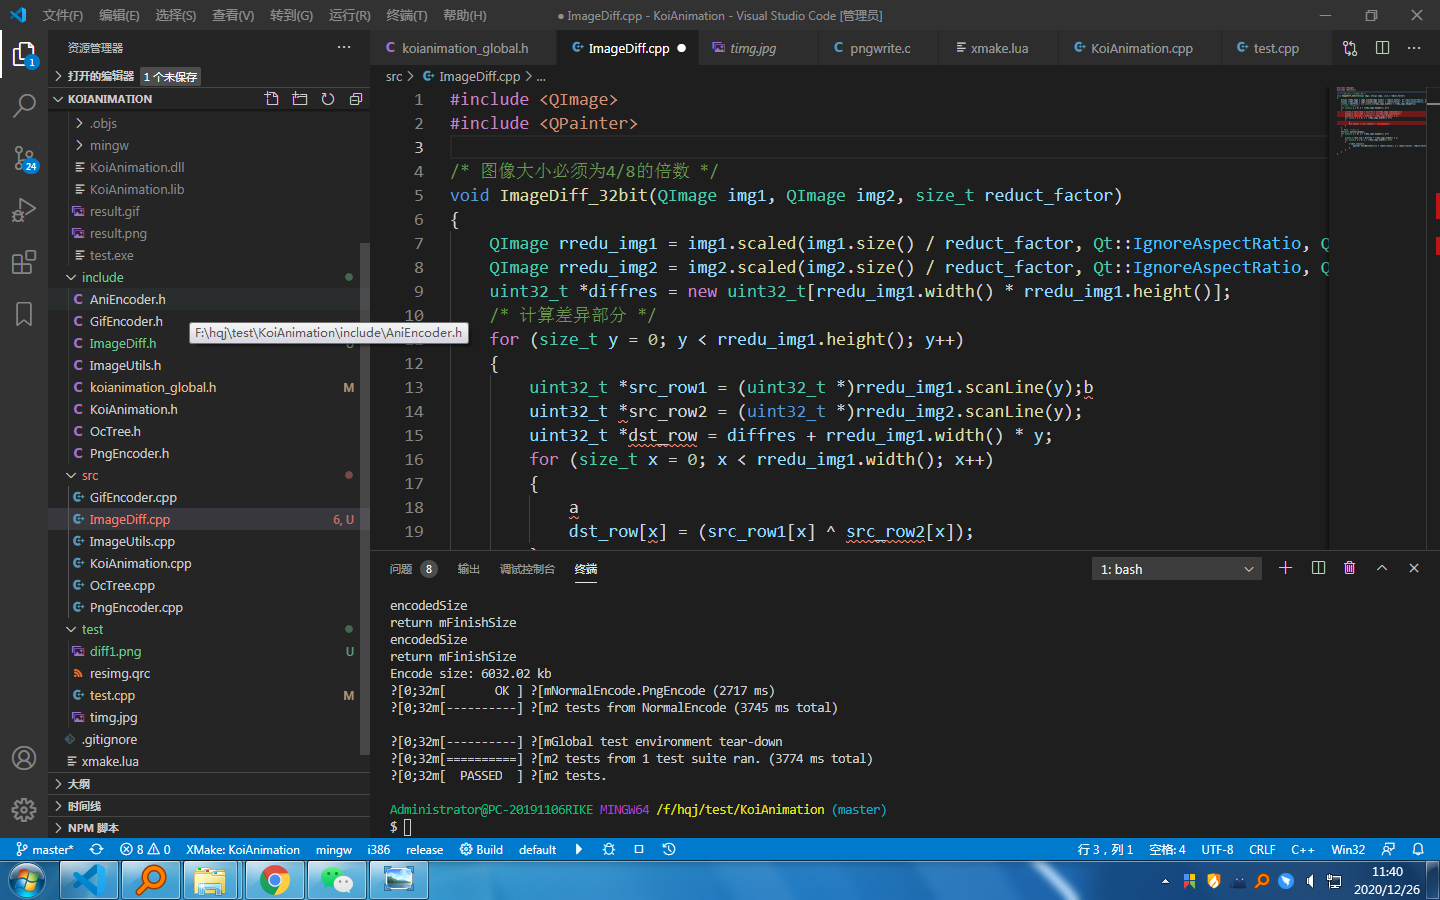 文件(F) 编辑(E) 选择(S) 查看(V) 转到(G) 运行(R) 终端(T) 帮助(H) ● ImageDiff.cpp - KoiAnimation - Visual Studio Code [管理员]
资源管理器
打开的编辑器 1 个未保存
KOIANIMATION
.objs
mingw
KoiAnimation.dll
KoiAnimation.lib
result.gif
result.png
test.exe
include
AniEncoder.h
GifEncoder.h
F:\hqj\test\KoiAnimation\include\AniEncoder.h
ImageDiff.h
ImageUtils.h
koianimation_global.h M
KoiAnimation.h
OcTree.h
PngEncoder.h
src
GifEncoder.cpp
ImageDiff.cpp 6, U
ImageUtils.cpp
KoiAnimation.cpp
OcTree.cpp
PngEncoder.cpp
test
diff1.png U
resimg.qrc
test.cpp M
timg.jpg
.gitignore
xmake.lua
大纲
时间线
NPM 脚本
1
24
koianimation_global.h ImageDiff.cpp ● timg.jpg pngwrite.c xmake.lua KoiAnimation.cpp test.cpp
src > ImageDiff.cpp > ...
1 #include <QImage>
2 #include <QPainter>
3
4 /* 图像大小必须为4/8的倍数 */
5 void ImageDiff_32bit(QImage img1, QImage img2, size_t reduct_factor)
6 {
7 QImage rredu_img1 = img1.scaled(img1.size() / reduct_factor, Qt::IgnoreAspectRatio, Q
8 QImage rredu_img2 = img2.scaled(img2.size() / reduct_factor, Qt::IgnoreAspectRatio, Q
9 uint32_t *diffres = new uint32_t[rredu_img1.width() * rredu_img1.height()];
10 /* 计算差异部分 */
for (size_t y = 0; y < rredu_img1.height(); y++)
12 {
13 uint32_t *src_row1 = (uint32_t *)rredu_img1.scanLine(y);b
14 uint32_t *src_row2 = (uint32_t *)rredu_img2.scanLine(y);
15 uint32_t *dst_row = diffres + rredu_img1.width() * y;
16 for (size_t x = 0; x < rredu_img1.width(); x++)
17 {
18 a
19 dst_row[x] = (src_row1[x] ^ src_row2[x]);
问题 8 输出 调试控制台 终端 1: bash
encodedSize
return mFinishSize
encodedSize
return mFinishSize
Encode size: 6032.02 kb
?[0;32m[       OK ] ?[mNormalEncode.PngEncode (2717 ms)
?[0;32m[----------] ?[m2 tests from NormalEncode (3745 ms total)
?[0;32m[----------] ?[mGlobal test environment tear-down
?[0;32m[==========] ?[m2 tests from 1 test suite ran. (3774 ms total)
?[0;32m[  PASSED  ] ?[m2 tests.
Administrator@PC-20191106RIKE MINGW64 /f/hqj/test/KoiAnimation (master)
$
master* 8 0 XMake: KoiAnimation mingw i386 release Build default 行 3，列 1 空格: 4 UTF-8 CRLF C++ Win32
11:40
2020/12/26